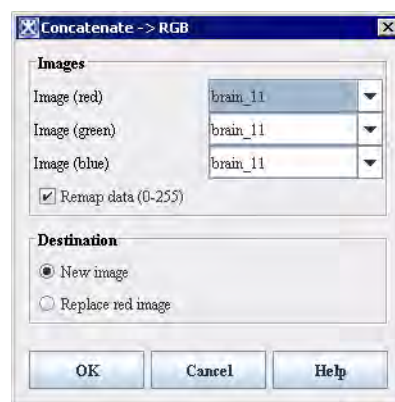 Concatenate -> RGB
Images
Image (red) brain_11
Image (green) brain_11
Image (blue) brain_11
Remap data (0-255)
Destination
New image
Replace red image
OK Cancel Help